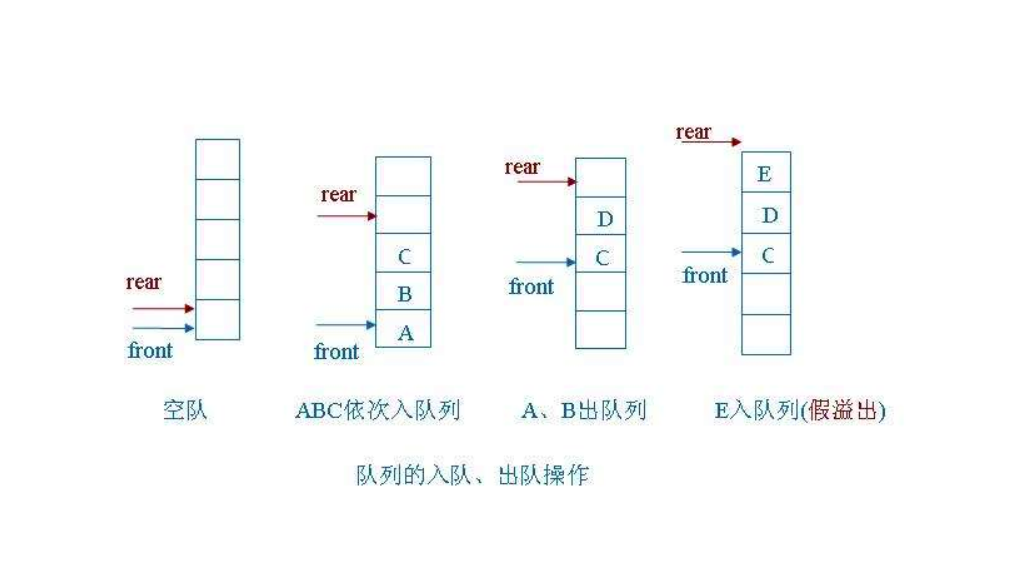 rear
front
空队
rear
C
B
A
front
ABC依次入队列
rear
D
C
front
A、B出队列
rear
E
D
C
front
E入队列(假溢出)
队列的入队、出队操作